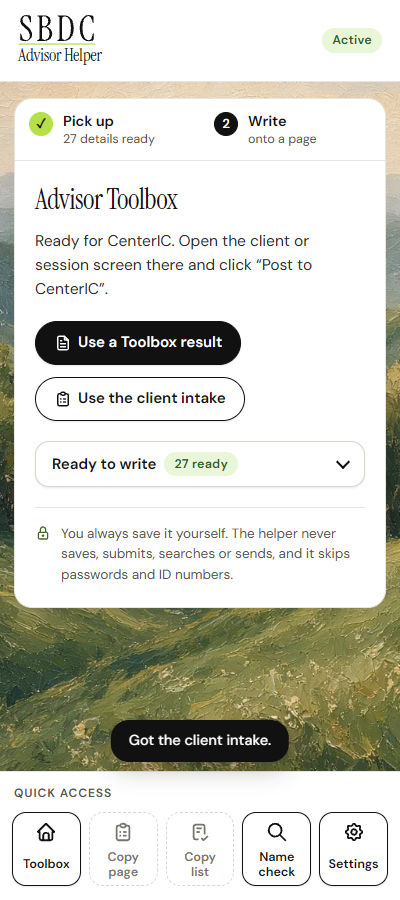 SBDC
Advisor Helper
Active
✓ Pick up
27 details ready
2 Write
onto a page
Advisor Toolbox
Ready for CenterIC. Open the client or
session screen there and click “Post to
CenterIC”.
Use a Toolbox result
Use the client intake
Ready to write 27 ready
You always save it yourself. The helper never
saves, submits, searches or sends, and it skips
passwords and ID numbers.
Got the client intake.
QUICK ACCESS
Toolbox
Copy
page
Copy
list
Name
check
Settings